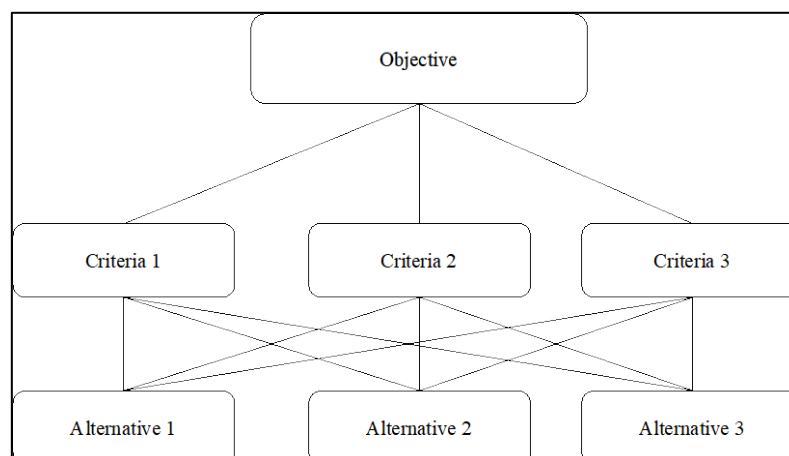 Objective
Criteria 1
Criteria 2
Criteria 3
Alternative 1
Alternative 2
Alternative 3